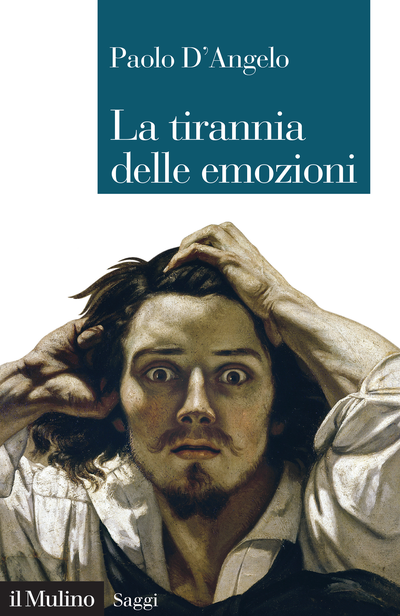 Paolo D’Angelo
La tirannia
delle emozioni
il Mulino
Saggi